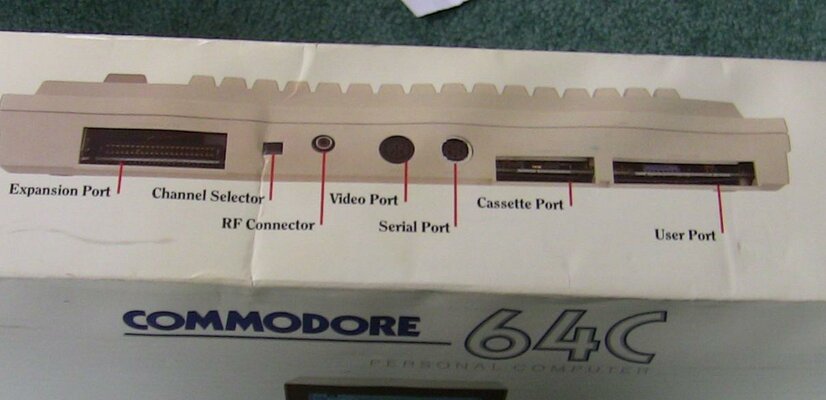 Expansion Port
Channel Selector
RF Connector
Video Port
Serial Port
Cassette Port
User Port
COMMODORE 64C
PERSONAL COMPUTER